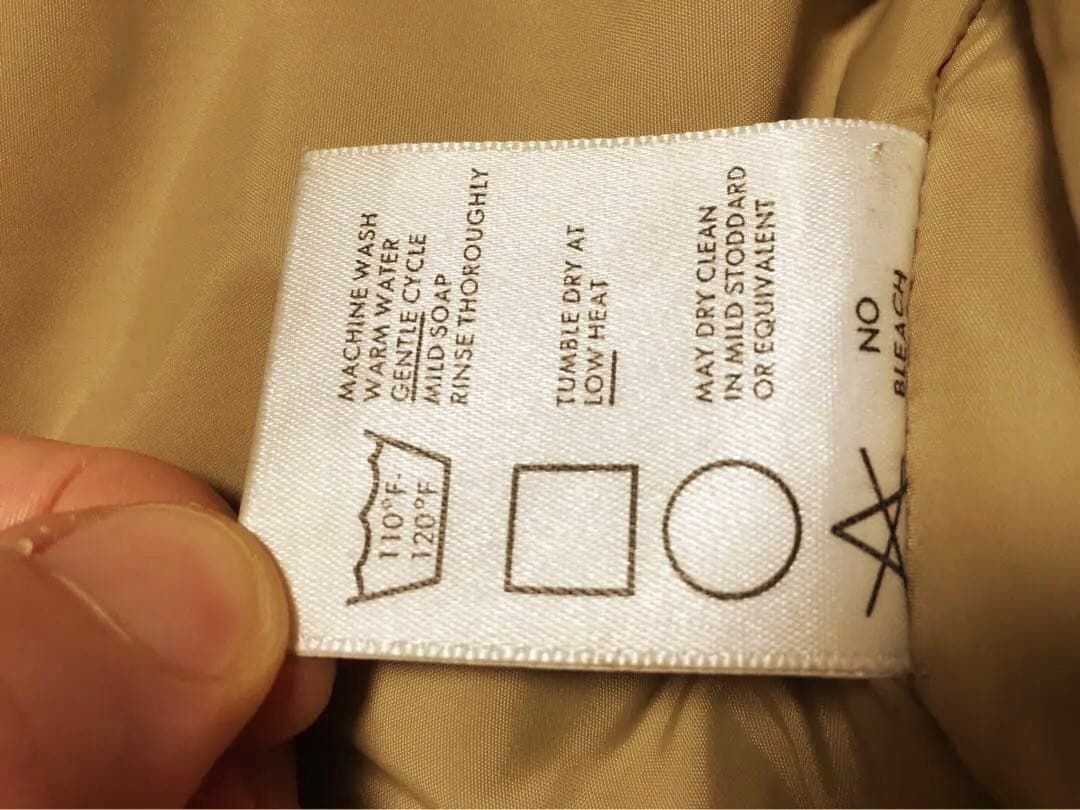 MACHINE WASH
WARM WATER
GENTLE CYCLE
MILD SOAP
RINSE THOROUGHLY
110°F-
120°F
TUMBLE DRY AT
LOW HEAT
MAY DRY CLEAN
IN MILD STODDARD
OR EQUIVALENT
NO
BLEACH